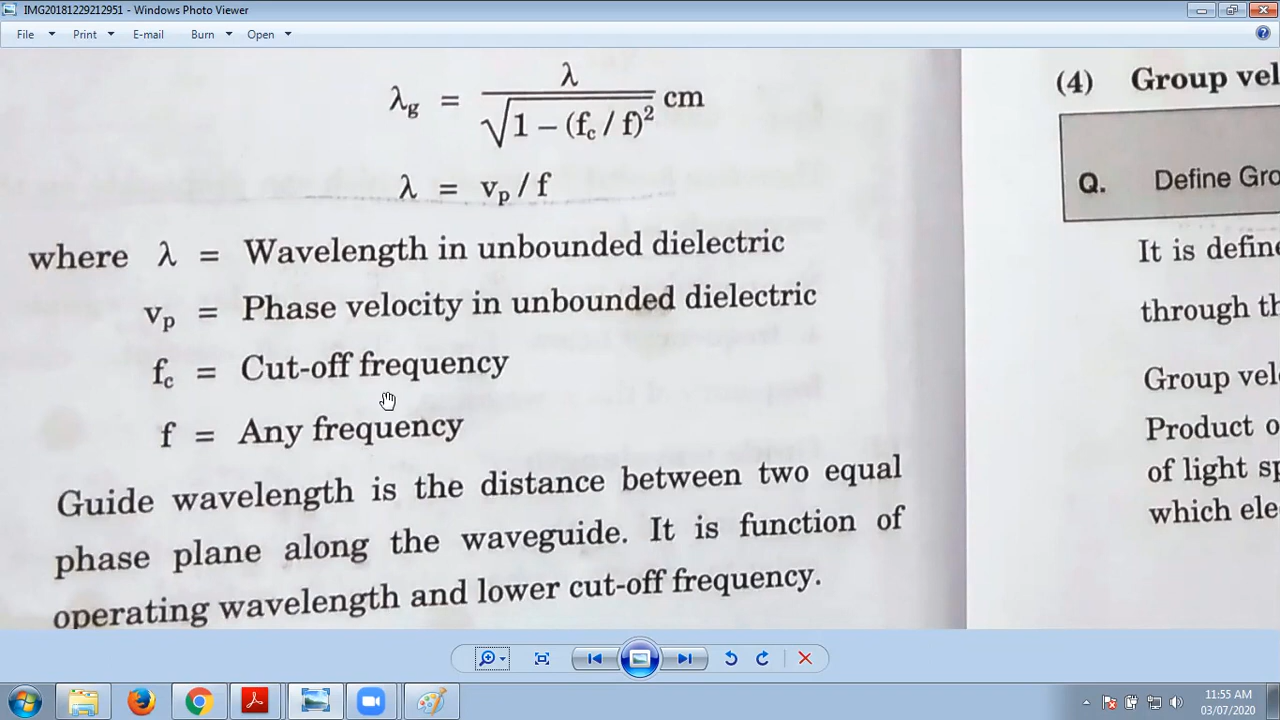 IMG20181229212951 - Windows Photo Viewer
File Print E-mail Burn Open
λg = λ / √1 – (fc / f)² cm
λ = vp / f
where λ = Wavelength in unbounded dielectric
vp = Phase velocity in unbounded dielectric
fc = Cut-off frequency
f = Any frequency
Guide wavelength is the distance between two equal
phase plane along the waveguide. It is function of
operating wavelength and lower cut-off frequency.
(4) Group vel
Q. Define Gro
It is define
through th
Group vel
Product o
of light sp
which ele
11:55 AM
03/07/2020